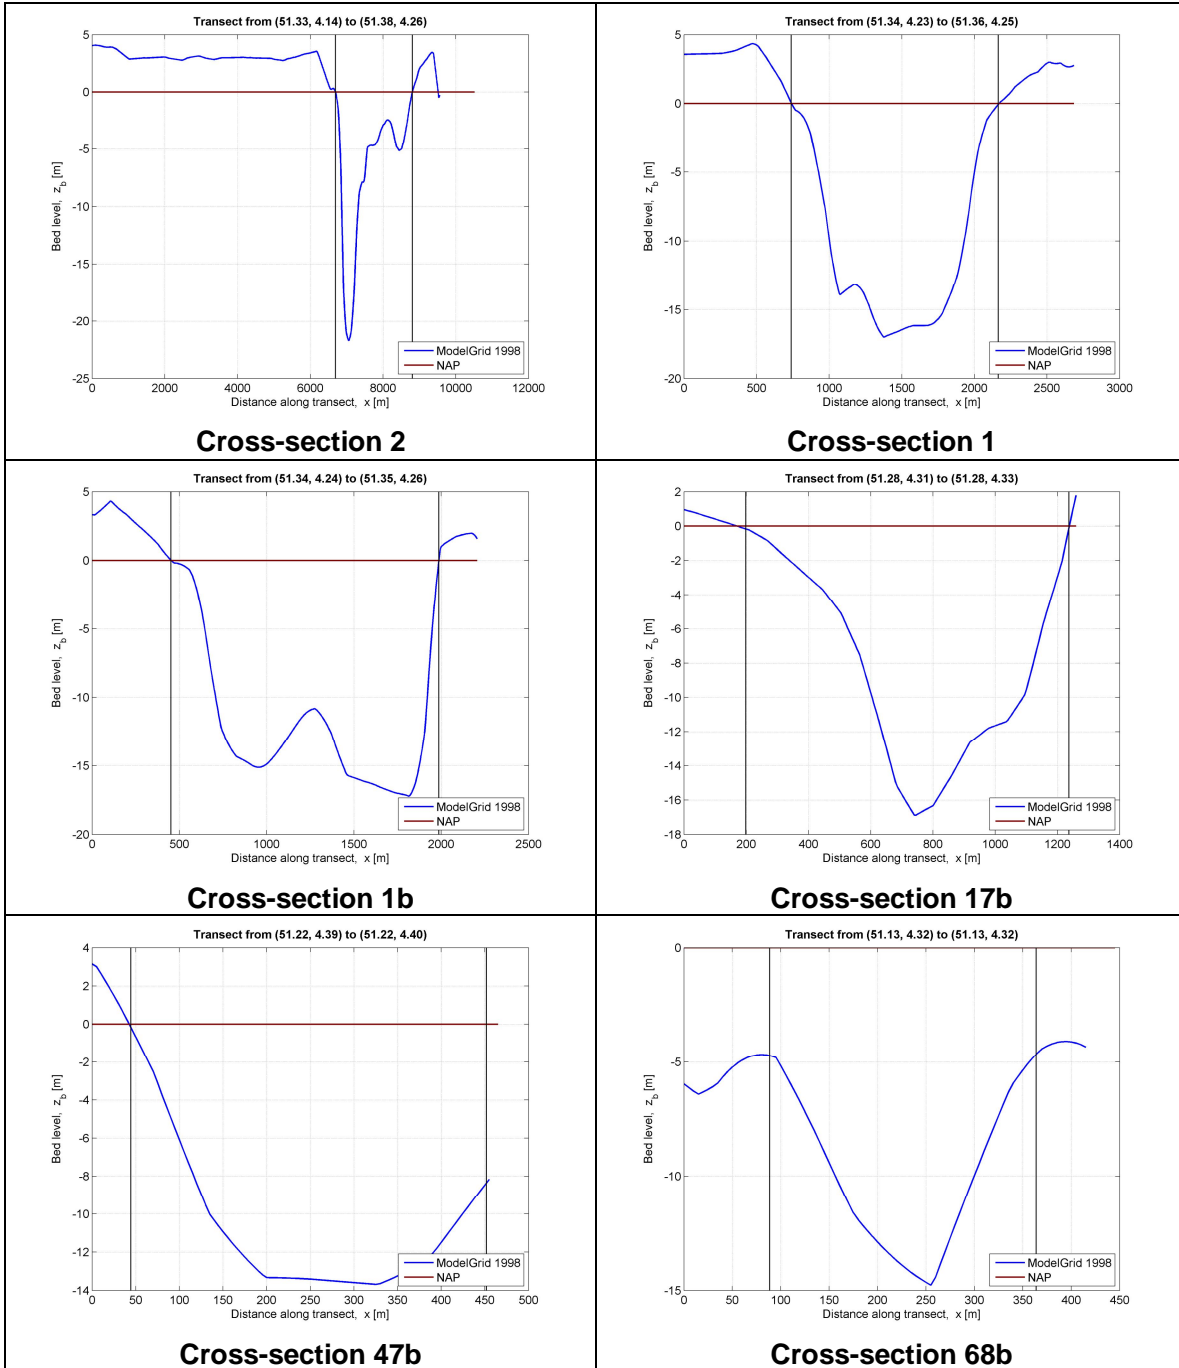 Transect from (51.33, 4.14) to (51.38, 4.26)
5
0
-5
-10
-15
-20
-25
Bed level, z_b [m]
0 2000 4000 6000 8000 10000 12000
Distance along transect, x [m]
ModelGrid 1998
NAP
Cross-section 2
Transect from (51.34, 4.23) to (51.36, 4.25)
5
0
-5
-10
-15
-20
Bed level, z_b [m]
0 500 1000 1500 2000 2500 3000
Distance along transect, x [m]
ModelGrid 1998
NAP
Cross-section 1
Transect from (51.34, 4.24) to (51.35, 4.26)
5
0
-5
-10
-15
-20
Bed level, z_b [m]
0 500 1000 1500 2000 2500
Distance along transect, x [m]
ModelGrid 1998
NAP
Cross-section 1b
Transect from (51.28, 4.31) to (51.28, 4.33)
2
0
-2
-4
-6
-8
-10
-12
-14
-16
-18
Bed level, z_b [m]
0 200 400 600 800 1000 1200 1400
Distance along transect, x [m]
ModelGrid 1998
NAP
Cross-section 17b
Transect from (51.22, 4.39) to (51.22, 4.40)
4
2
0
-2
-4
-6
-8
-10
-12
-14
Bed level, z_b [m]
0 50 100 150 200 250 300 350 400 450 500
Distance along transect, x [m]
ModelGrid 1998
NAP
Cross-section 47b
Transect from (51.13, 4.32) to (51.13, 4.32)
0
-5
-10
-15
Bed level, z_b [m]
0 50 100 150 200 250 300 350 400 450
Distance along transect, x [m]
ModelGrid 1998
NAP
Cross-section 68b